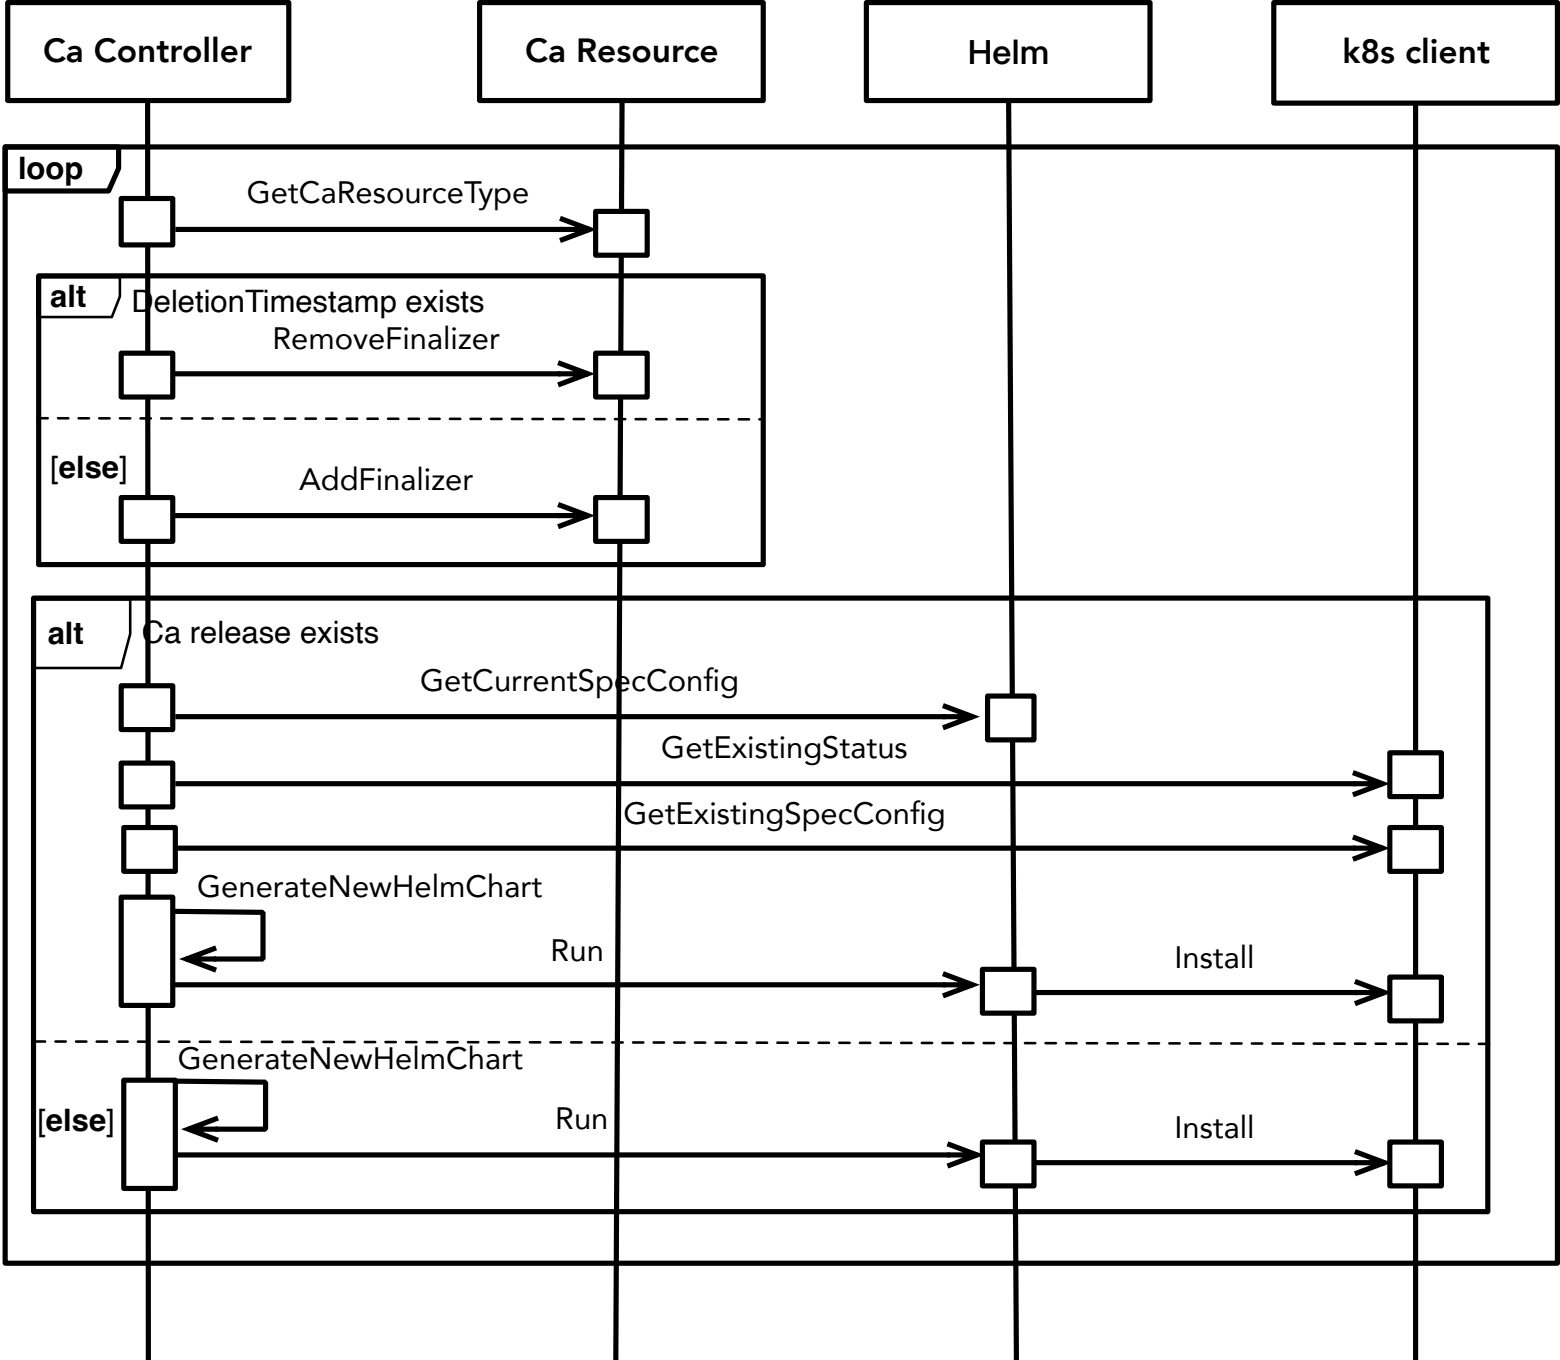 Ca Controller
Ca Resource
Helm
k8s client
loop
GetCaResourceType
alt
DeletionTimestamp exists
RemoveFinalizer
[else]
AddFinalizer
alt
Ca release exists
GetCurrentSpecConfig
GetExistingStatus
GetExistingSpecConfig
GenerateNewHelmChart
Run
Install
GenerateNewHelmChart
[else]
Run
Install